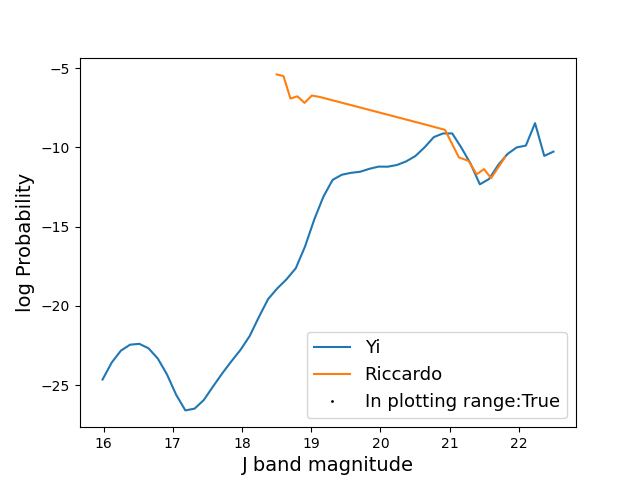 −5
−10
−15
−20
−25
log Probability
Yi
Riccardo
In plotting range:True
16 17 18 19 20 21 22
J band magnitude